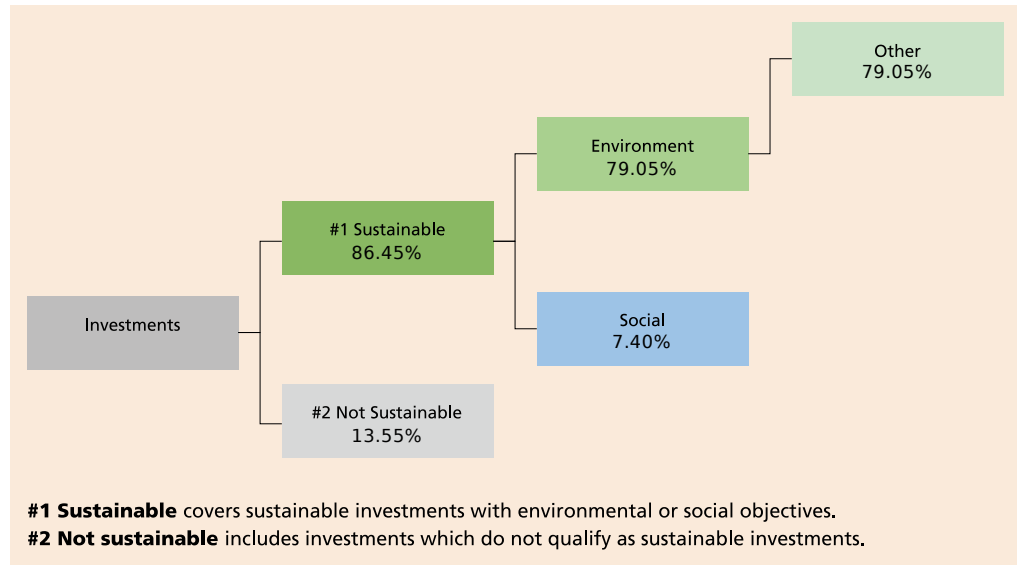 Other
79.05%
Environment
79.05%
#1 Sustainable
86.45%
Investments
Social
7.40%
#2 Not Sustainable
13.55%
#1 Sustainable covers sustainable investments with environmental or social objectives.
#2 Not sustainable includes investments which do not qualify as sustainable investments.